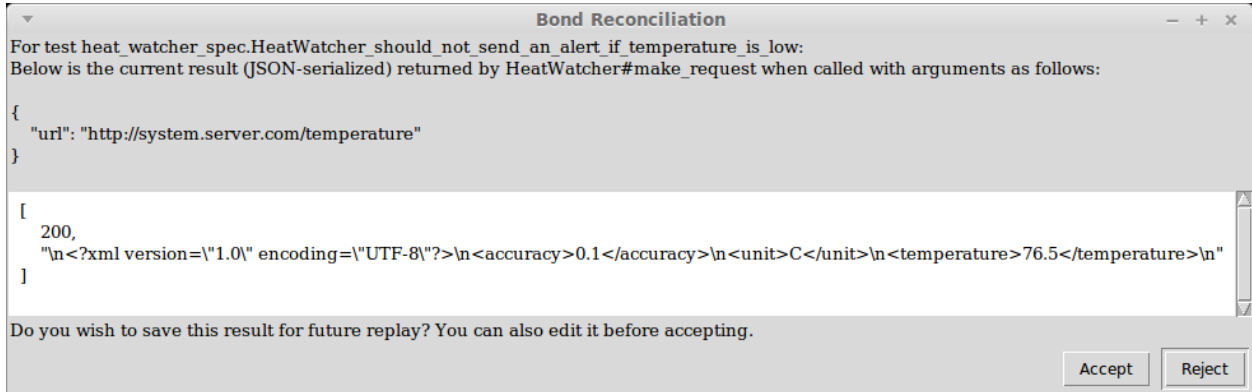 Bond Reconciliation
For test heat_watcher_spec.HeatWatcher_should_not_send_an_alert_if_temperature_is_low:
Below is the current result (JSON-serialized) returned by HeatWatcher#make_request when called with arguments as follows:
{
"url": "http://system.server.com/temperature"
}
[
200,
"\n<?xml version=\"1.0\" encoding=\"UTF-8\"?>\n<accuracy>0.1</accuracy>\n<unit>C</unit>\n<temperature>76.5</temperature>\n"
]
Do you wish to save this result for future replay? You can also edit it before accepting.
Accept Reject